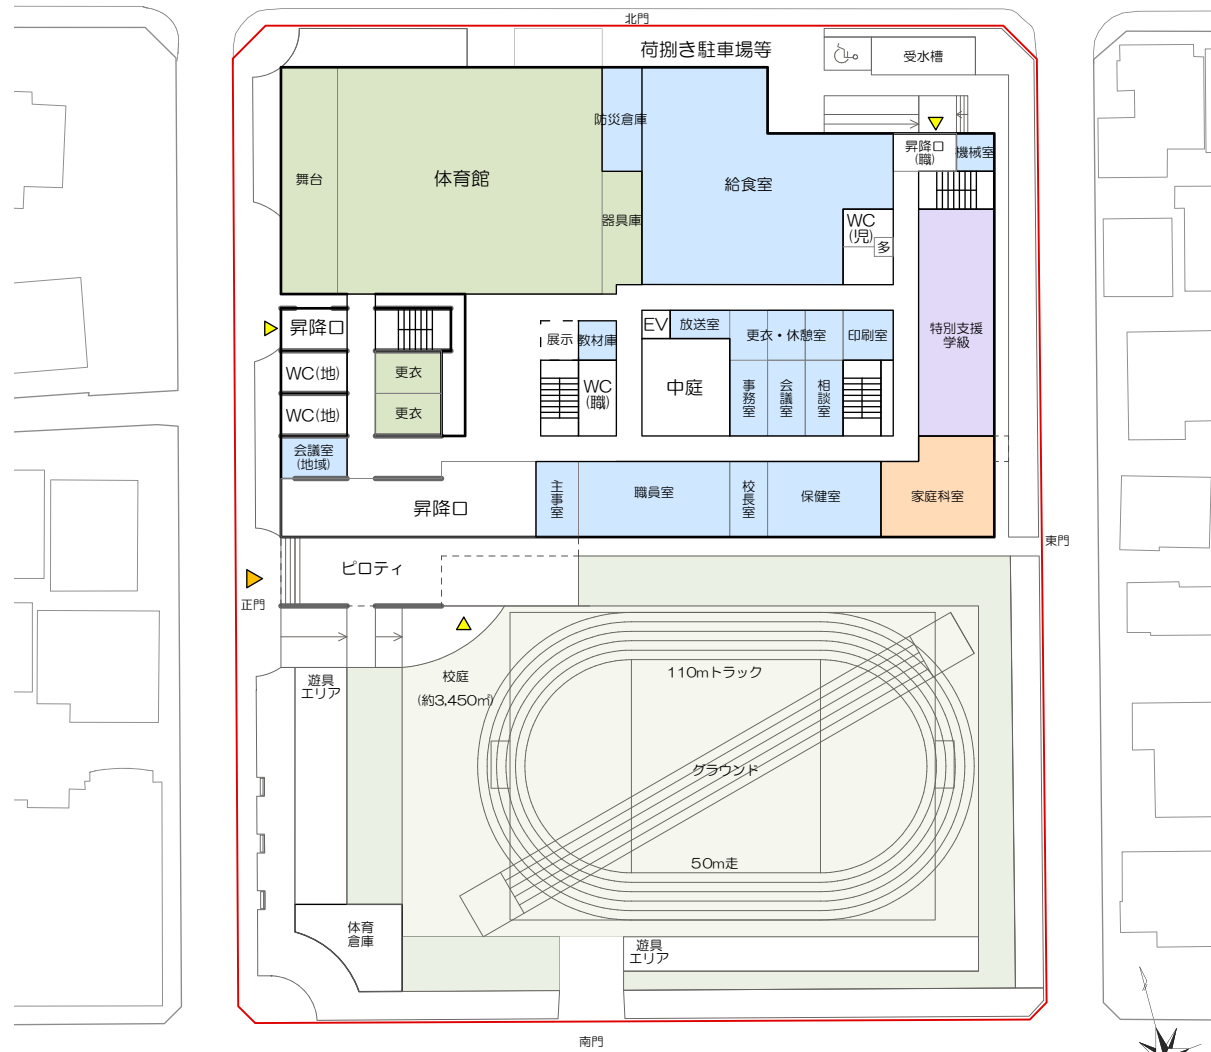 北門
荷捌き駐車場等
受水槽
防災倉庫
昇降口
(職)
機械室
舞台
体育館
給食室
器具庫
WC
(児)
多
昇降口
EV
放送室
更衣・休憩室
印刷室
特別支援
学級
展示
教材庫
WC(地)
更衣
WC
(職)
中庭
事務室
会議室
相談室
WC(地)
更衣
会議室
(地域)
主事室
職員室
校長室
保健室
家庭科室
昇降口
東門
ピロティ
正門
遊具
エリア
校庭
(約3,450㎡)
110mトラック
グラウンド
50m走
体育
倉庫
遊具
エリア
南門